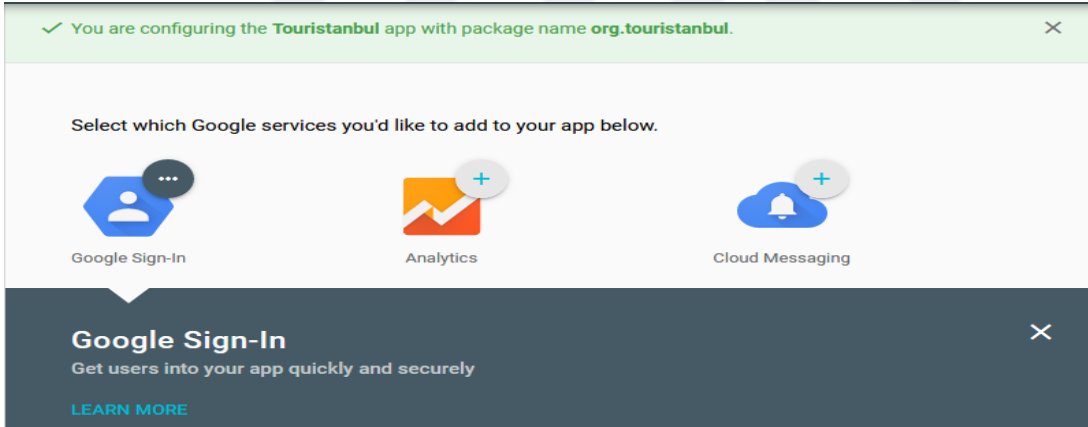 You are configuring the Touristanbul app with package name org.touristanbul.
Select which Google services you'd like to add to your app below.
Google Sign-In
Analytics
Cloud Messaging
Google Sign-In
Get users into your app quickly and securely
LEARN MORE